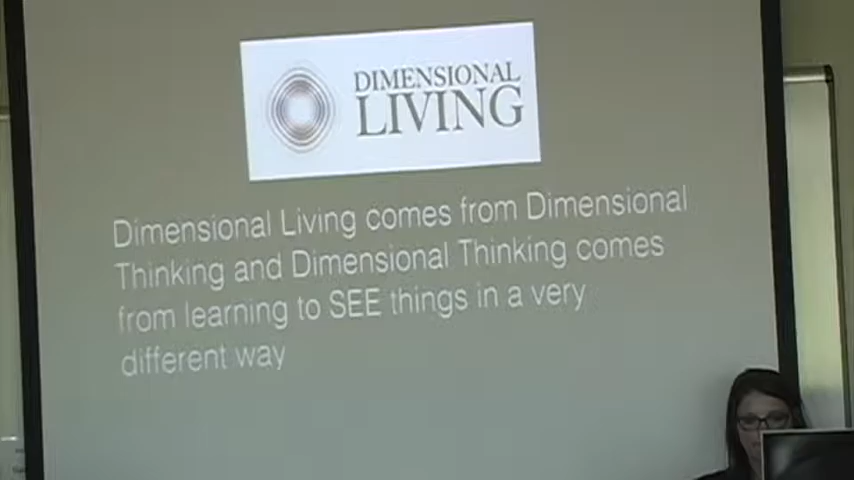 DIMENSIONAL
LIVING
Dimensional Living comes from Dimensional
Thinking and Dimensional Thinking comes
from learning to SEE things in a very
different way